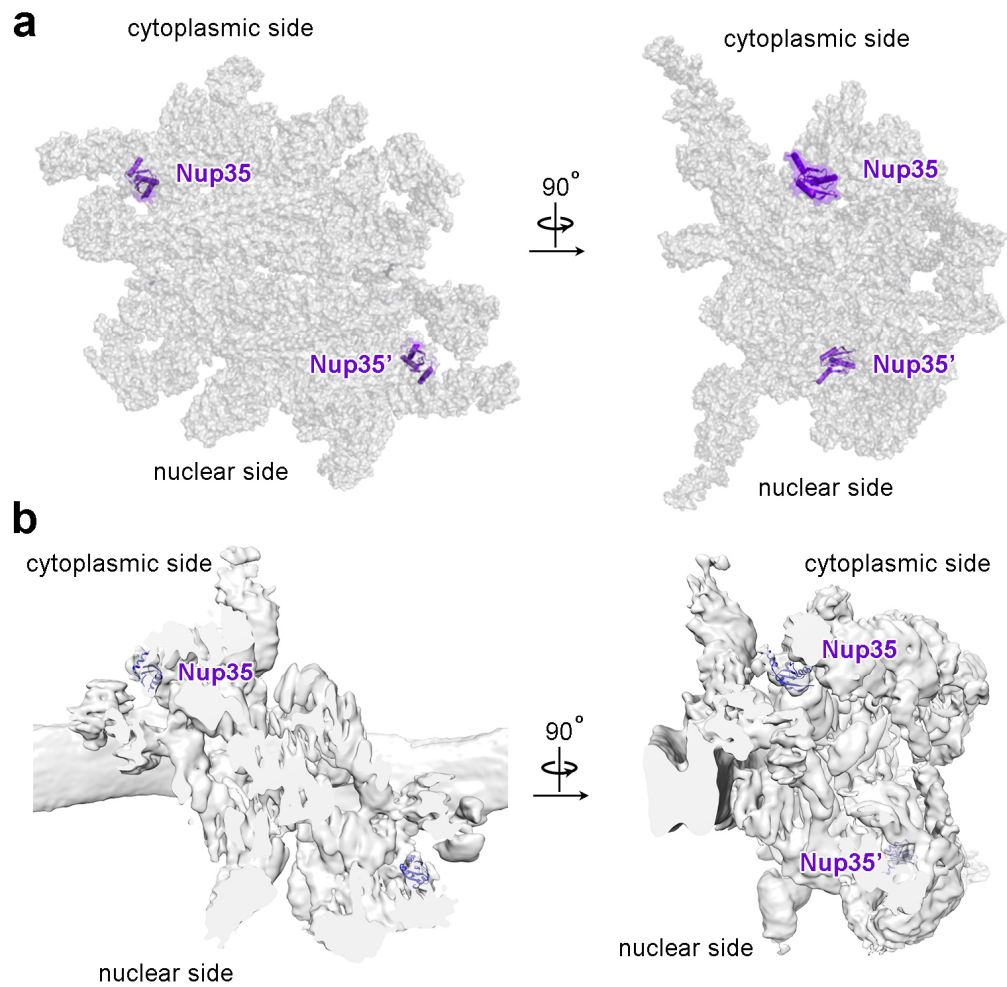 a
cytoplasmic side
cytoplasmic side
Nup35
Nup35
90°
Nup35’
Nup35’
nuclear side
nuclear side
b
cytoplasmic side
cytoplasmic side
Nup35
Nup35
90°
Nup35’
nuclear side
nuclear side